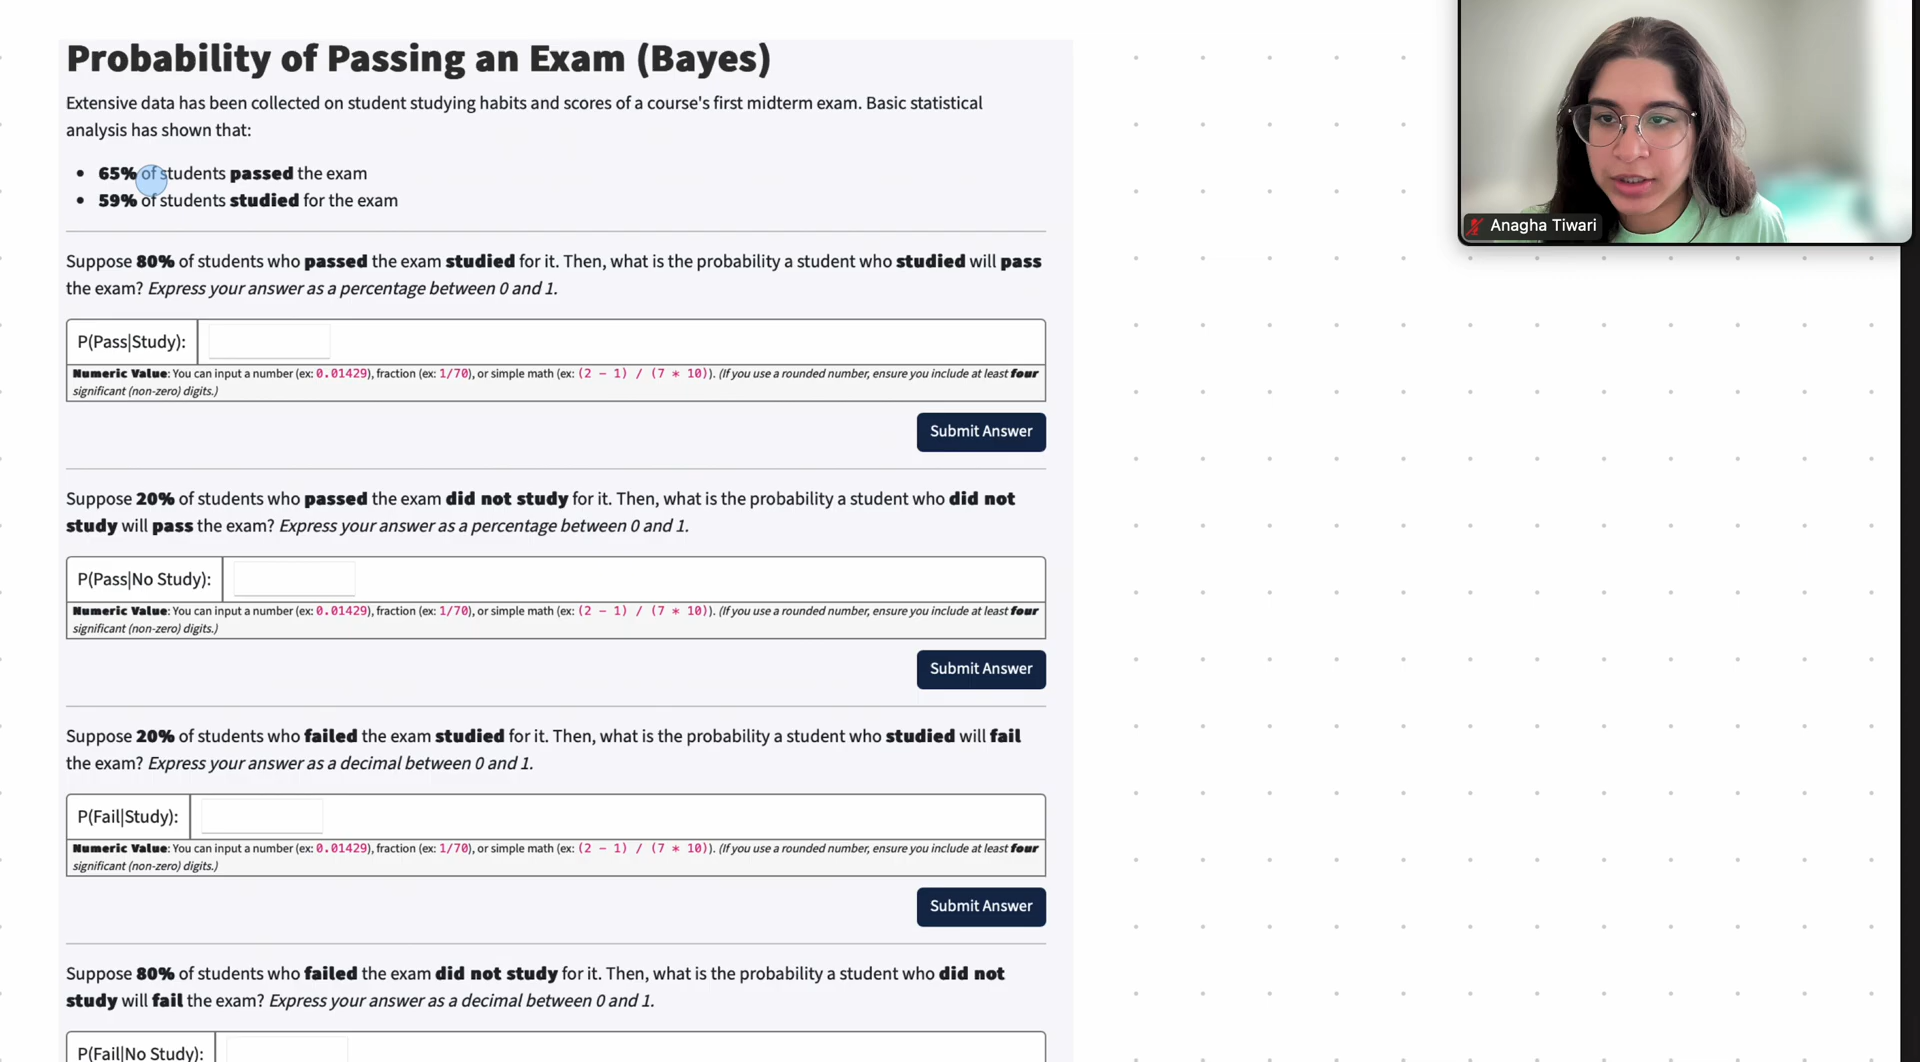 Probability of Passing an Exam (Bayes)
Extensive data has been collected on student studying habits and scores of a course's first midterm exam. Basic statistical
analysis has shown that:
• 65% of students passed the exam
• 59% of students studied for the exam
Suppose 80% of students who passed the exam studied for it. Then, what is the probability a student who studied will pass
the exam? Express your answer as a percentage between 0 and 1.
P(Pass|Study):
Numeric Value: You can input a number (ex: 0.01429), fraction (ex: 1/70), or simple math (ex: (2 - 1) / (7 * 10)). (If you use a rounded number, ensure you include at least four
significant (non-zero) digits.)
Submit Answer
Suppose 20% of students who passed the exam did not study for it. Then, what is the probability a student who did not
study will pass the exam? Express your answer as a percentage between 0 and 1.
P(Pass|No Study):
Numeric Value: You can input a number (ex: 0.01429), fraction (ex: 1/70), or simple math (ex: (2 - 1) / (7 * 10)). (If you use a rounded number, ensure you include at least four
significant (non-zero) digits.)
Submit Answer
Suppose 20% of students who failed the exam studied for it. Then, what is the probability a student who studied will fail
the exam? Express your answer as a decimal between 0 and 1.
P(Fail|Study):
Numeric Value: You can input a number (ex: 0.01429), fraction (ex: 1/70), or simple math (ex: (2 - 1) / (7 * 10)). (If you use a rounded number, ensure you include at least four
significant (non-zero) digits.)
Submit Answer
Suppose 80% of students who failed the exam did not study for it. Then, what is the probability a student who did not
study will fail the exam? Express your answer as a decimal between 0 and 1.
P(Fail|No Study):
Anagha Tiwari